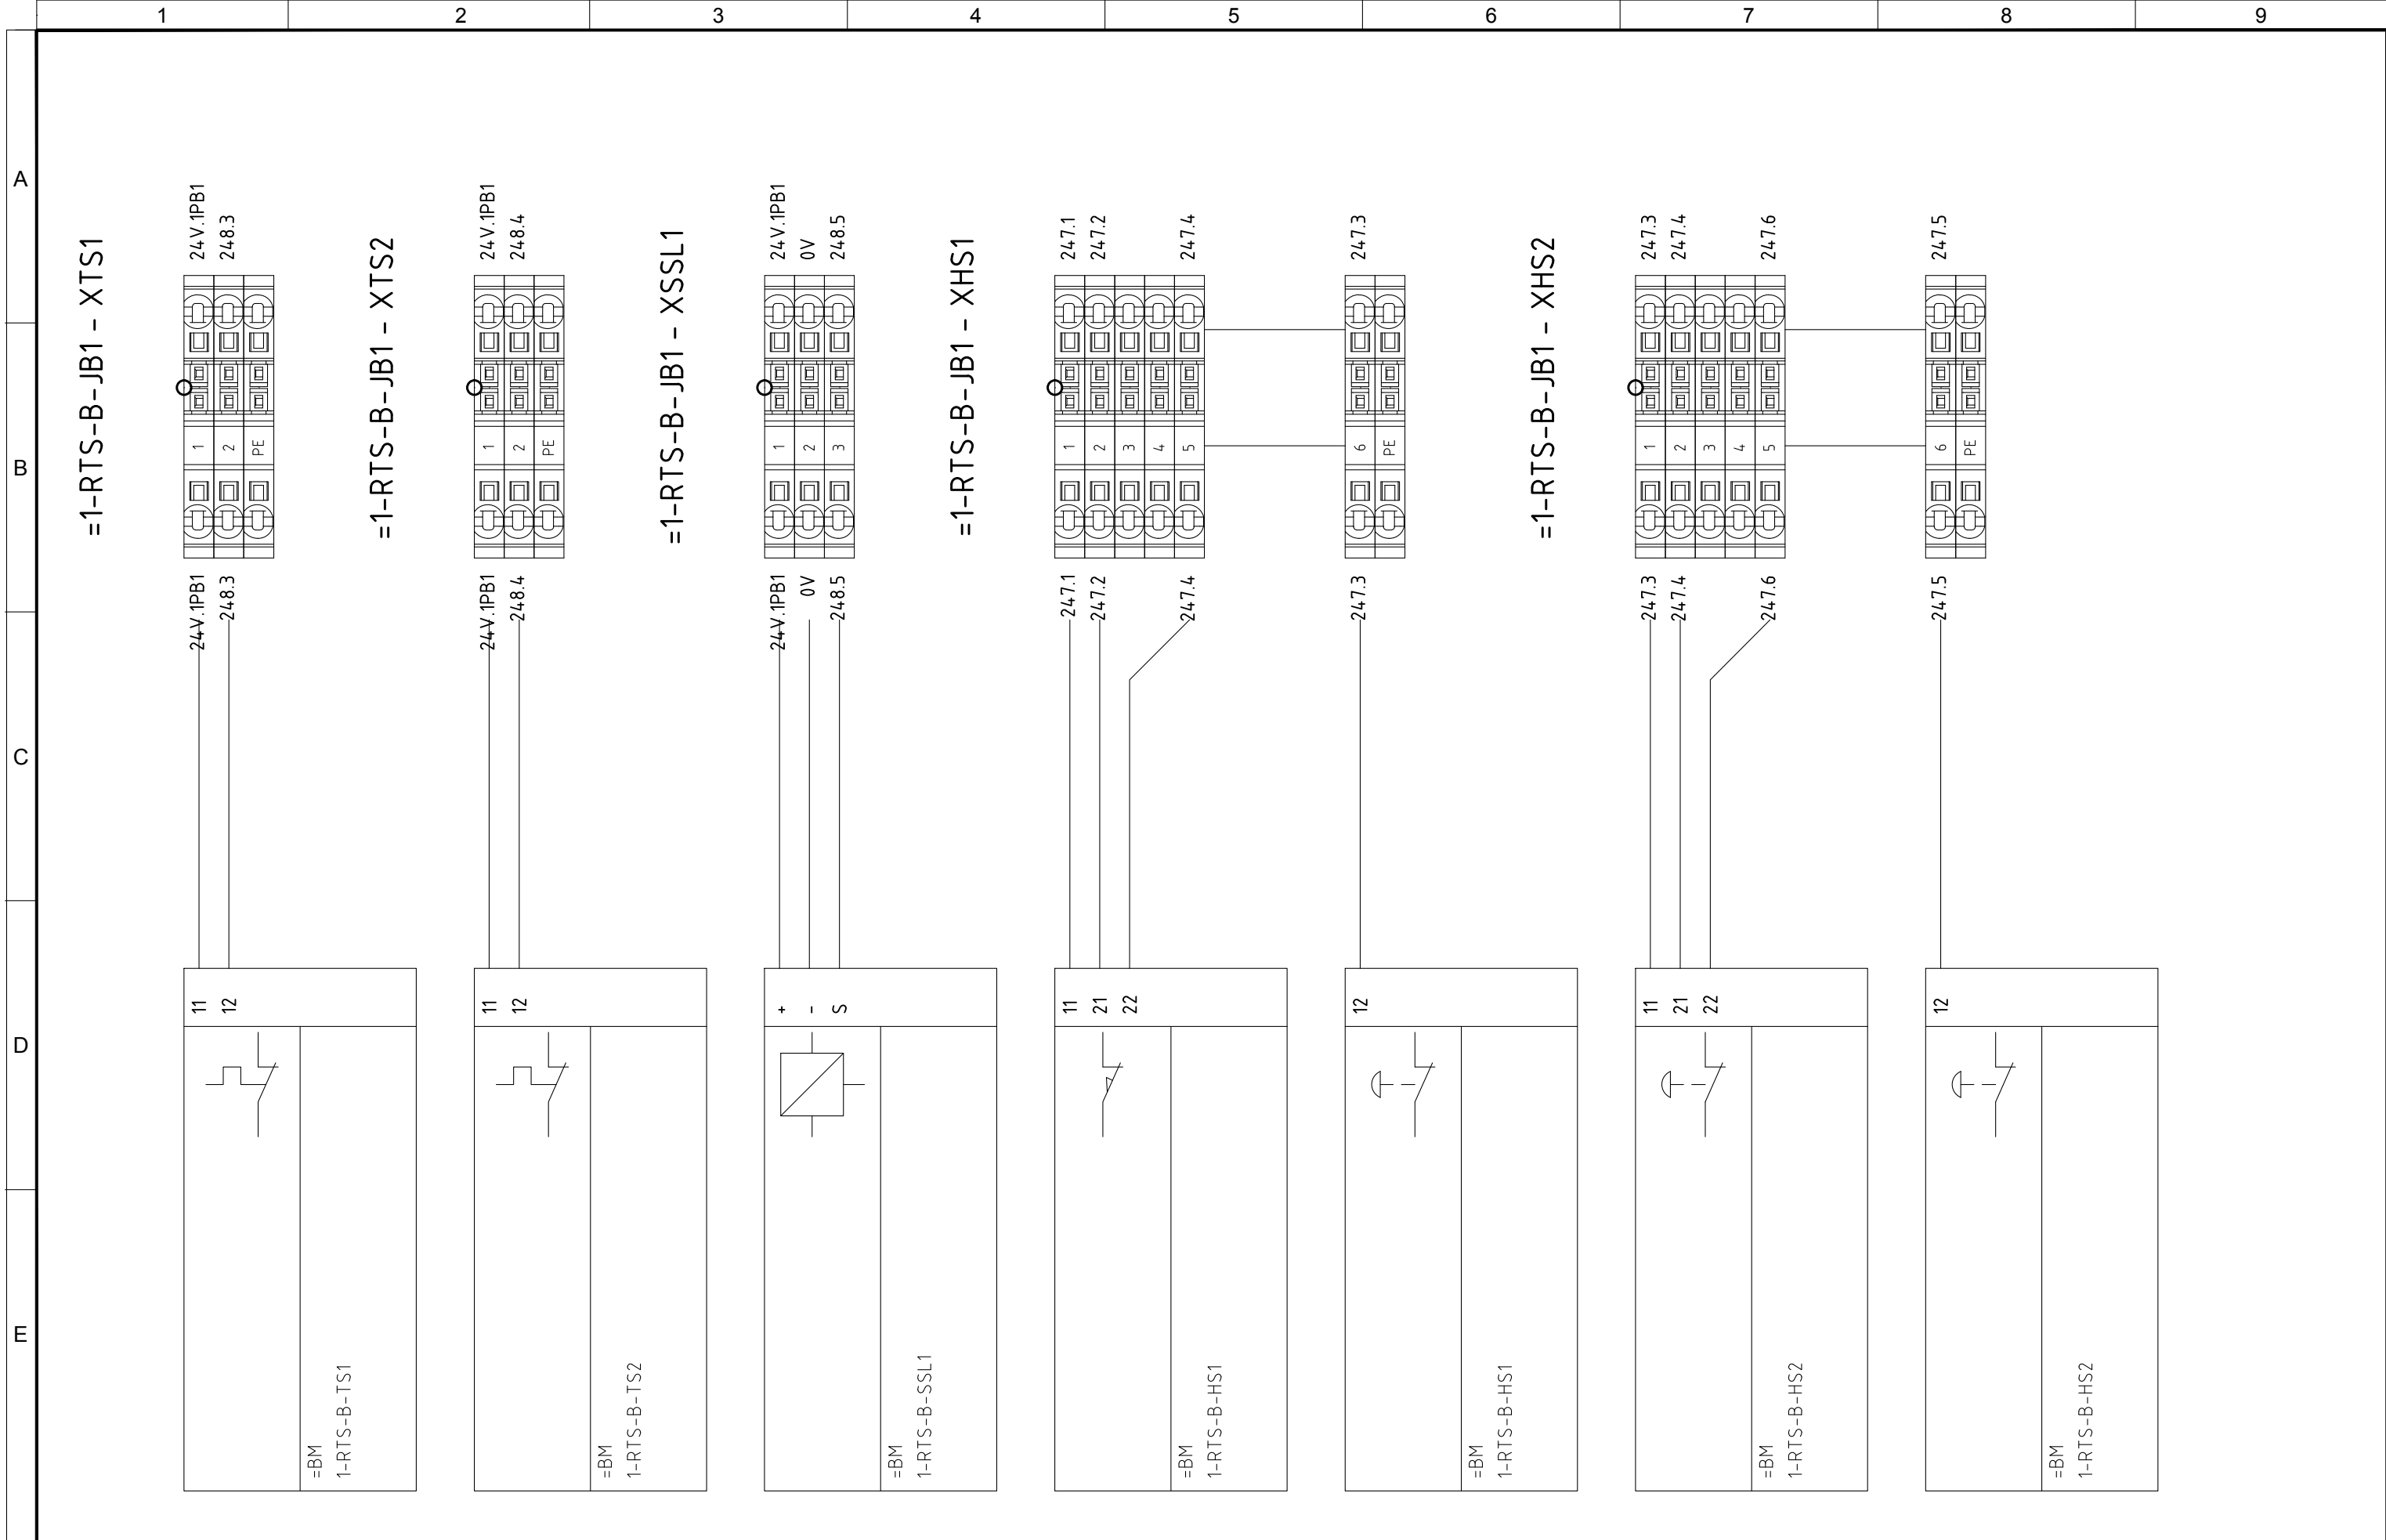 1 2 3 4 5 6 7 8 9
A
B
C
D
E
=1-RTS-B-JB1 - XTS1
24V.1PB1
248.3
1
2
PE
24V.1PB1
248.3
11
12
=BM
1-RTS-B-TS1
=1-RTS-B-JB1 - XTS2
24V.1PB1
248.4
1
2
PE
24V.1PB1
248.4
11
12
=BM
1-RTS-B-TS2
=1-RTS-B-JB1 - XSSL1
24V.1PB1
0V
248.5
1
2
3
24V.1PB1
0V
248.5
+
-
S
=BM
1-RTS-B-SSL1
=1-RTS-B-JB1 - XHS1
247.1
247.2
247.4
1
2
3
4
5
247.1
247.2
247.4
11
21
22
=BM
1-RTS-B-HS1
247.3
6
PE
247.3
12
=BM
1-RTS-B-HS1
=1-RTS-B-JB1 - XHS2
247.3
247.4
247.6
1
2
3
4
5
247.3
247.4
247.6
11
21
22
=BM
1-RTS-B-HS2
247.5
6
PE
247.5
12
=BM
1-RTS-B-HS2